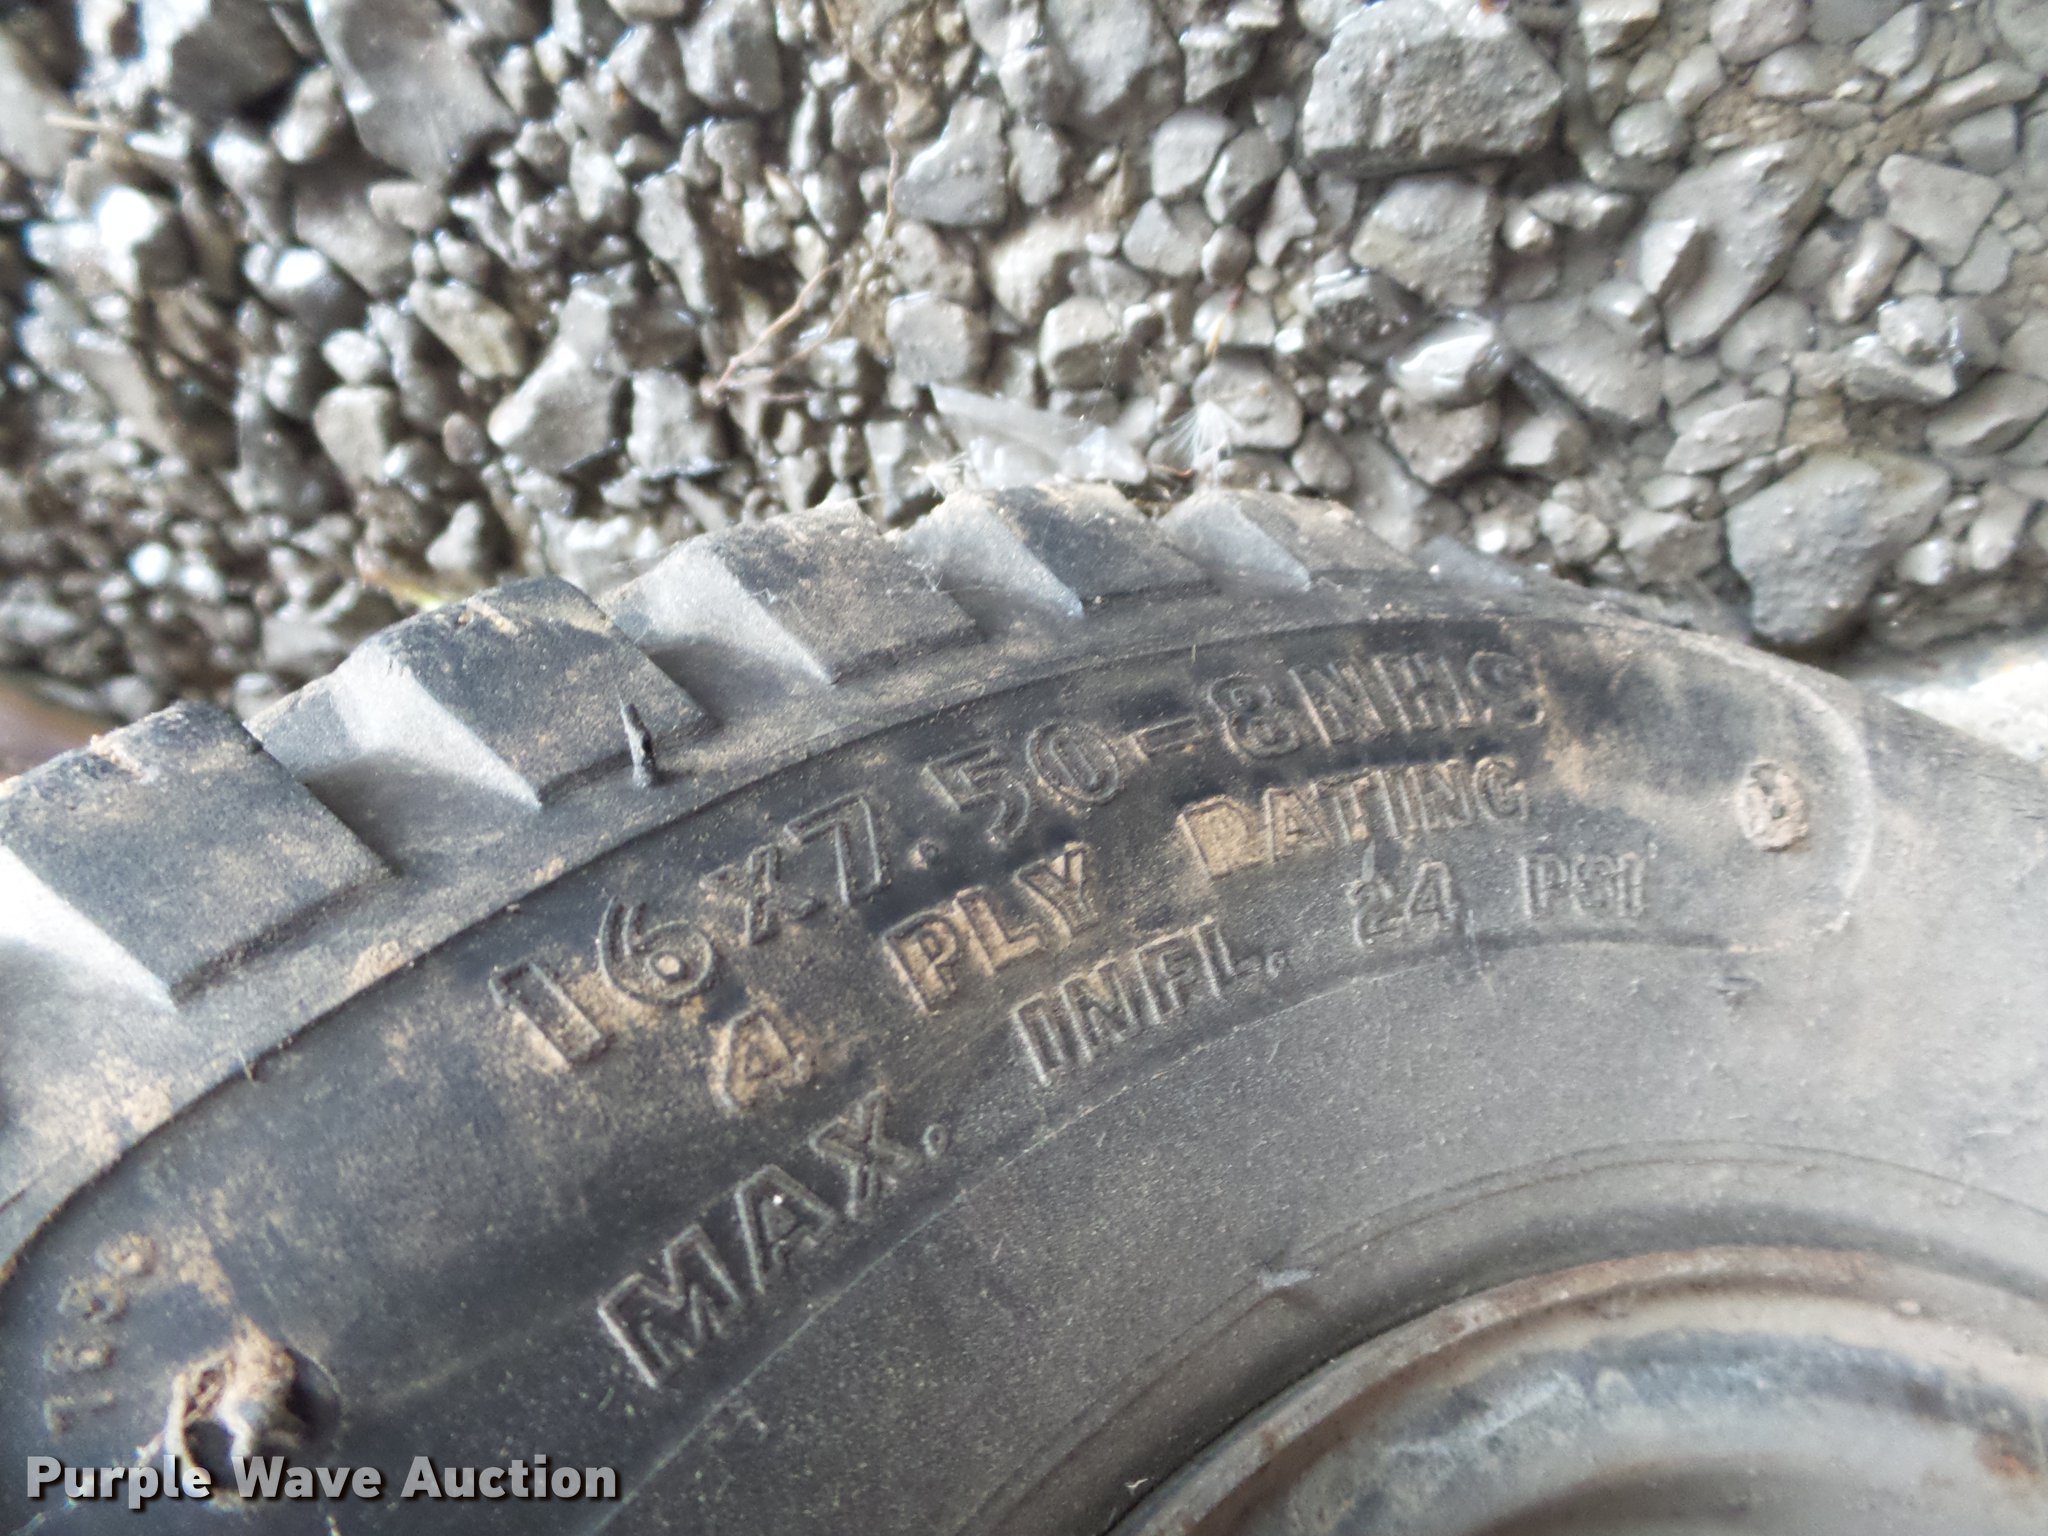 16x7.50-8NHS
4 PLY RATING
MAX. INFL. 24 PSI
Purple Wave Auction